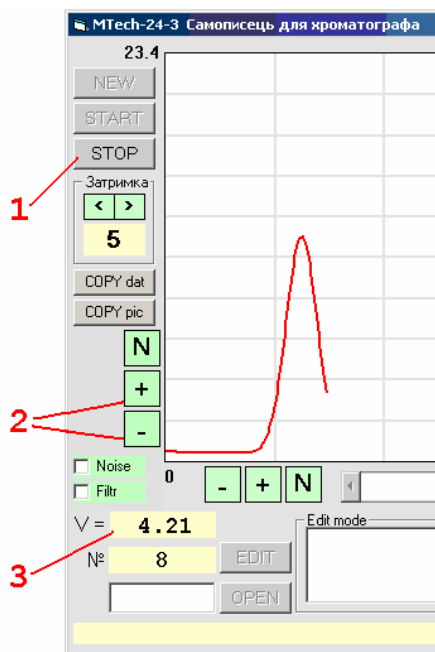 MTech-24-3 Самописець для хроматографа
23.4
NEW
START
STOP
1
Затримка
< >
5
COPY dat
COPY pic
N
+
2
-
Noise
Filtr
0
- + N
V = 4.21
Edit mode
3
№ 8
EDIT
OPEN